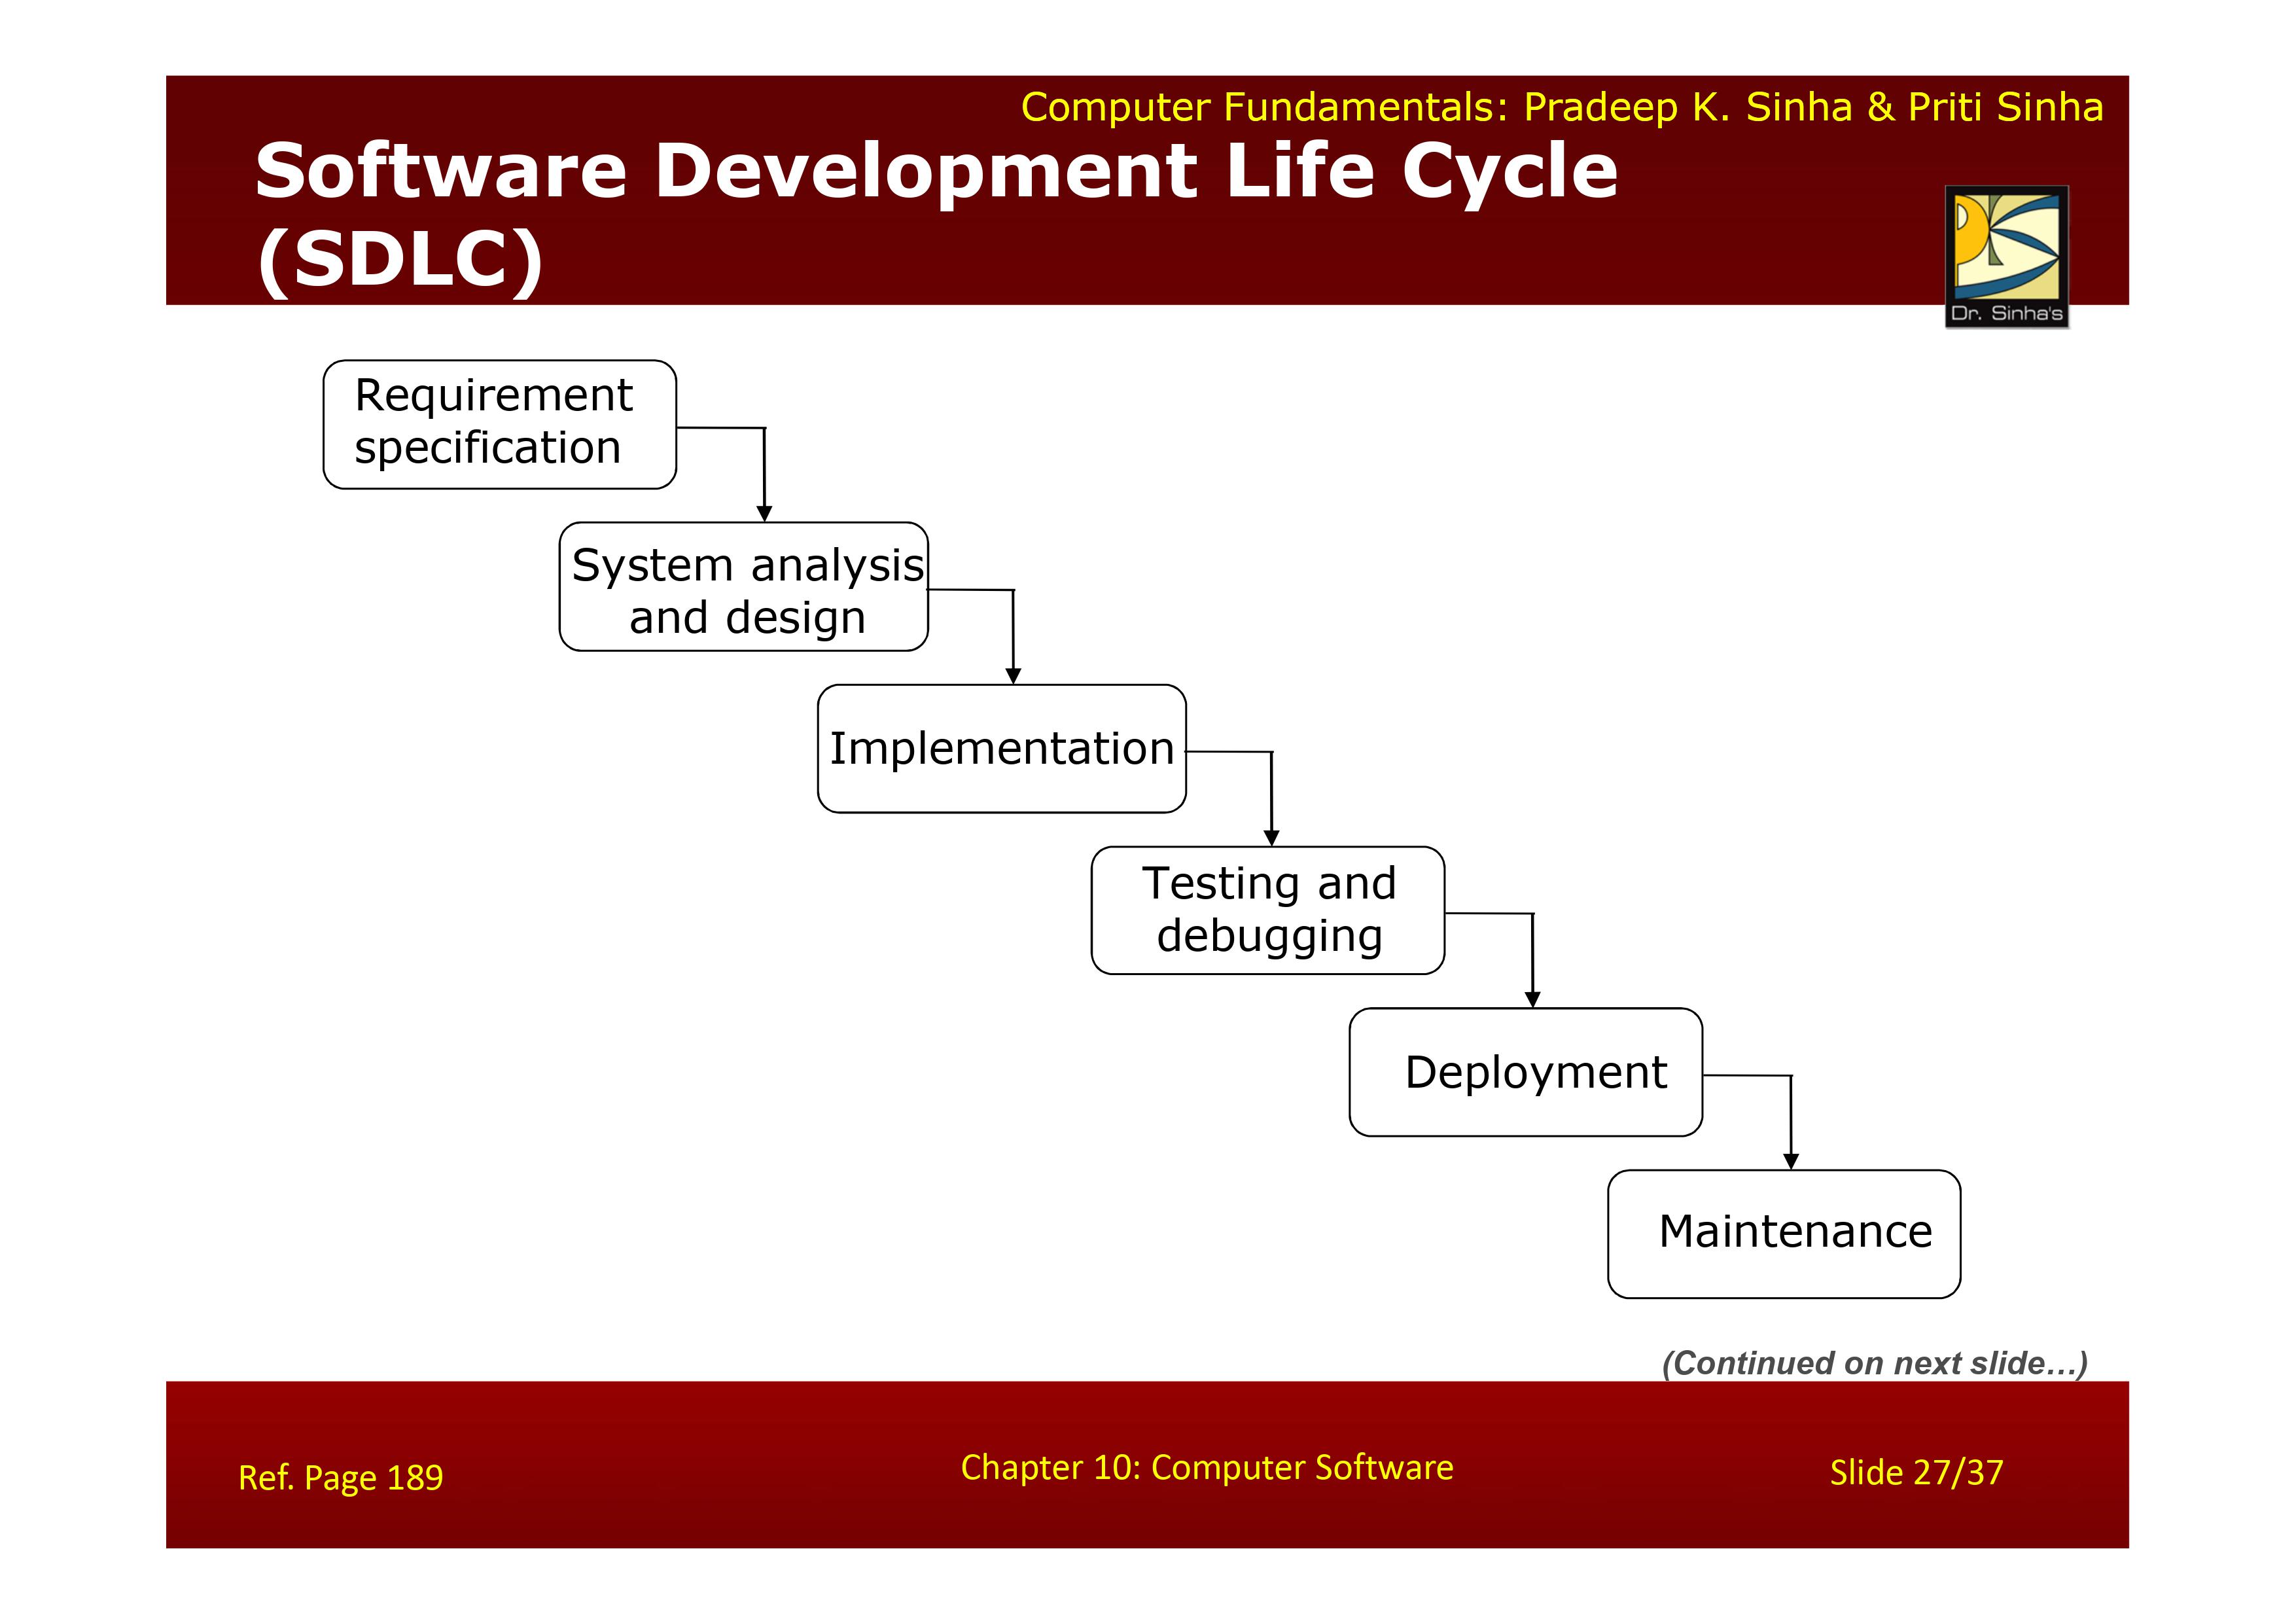 Computer Fundamentals: Pradeep K. Sinha & Priti Sinha
Software Development Life Cycle
(SDLC)
Dr. Sinha's
Requirement
specification
System analysis
and design
Implementation
Testing and
debugging
Deployment
Maintenance
(Continued on next slide…)
Ref. Page 189
Chapter 10: Computer Software
Slide 27/37